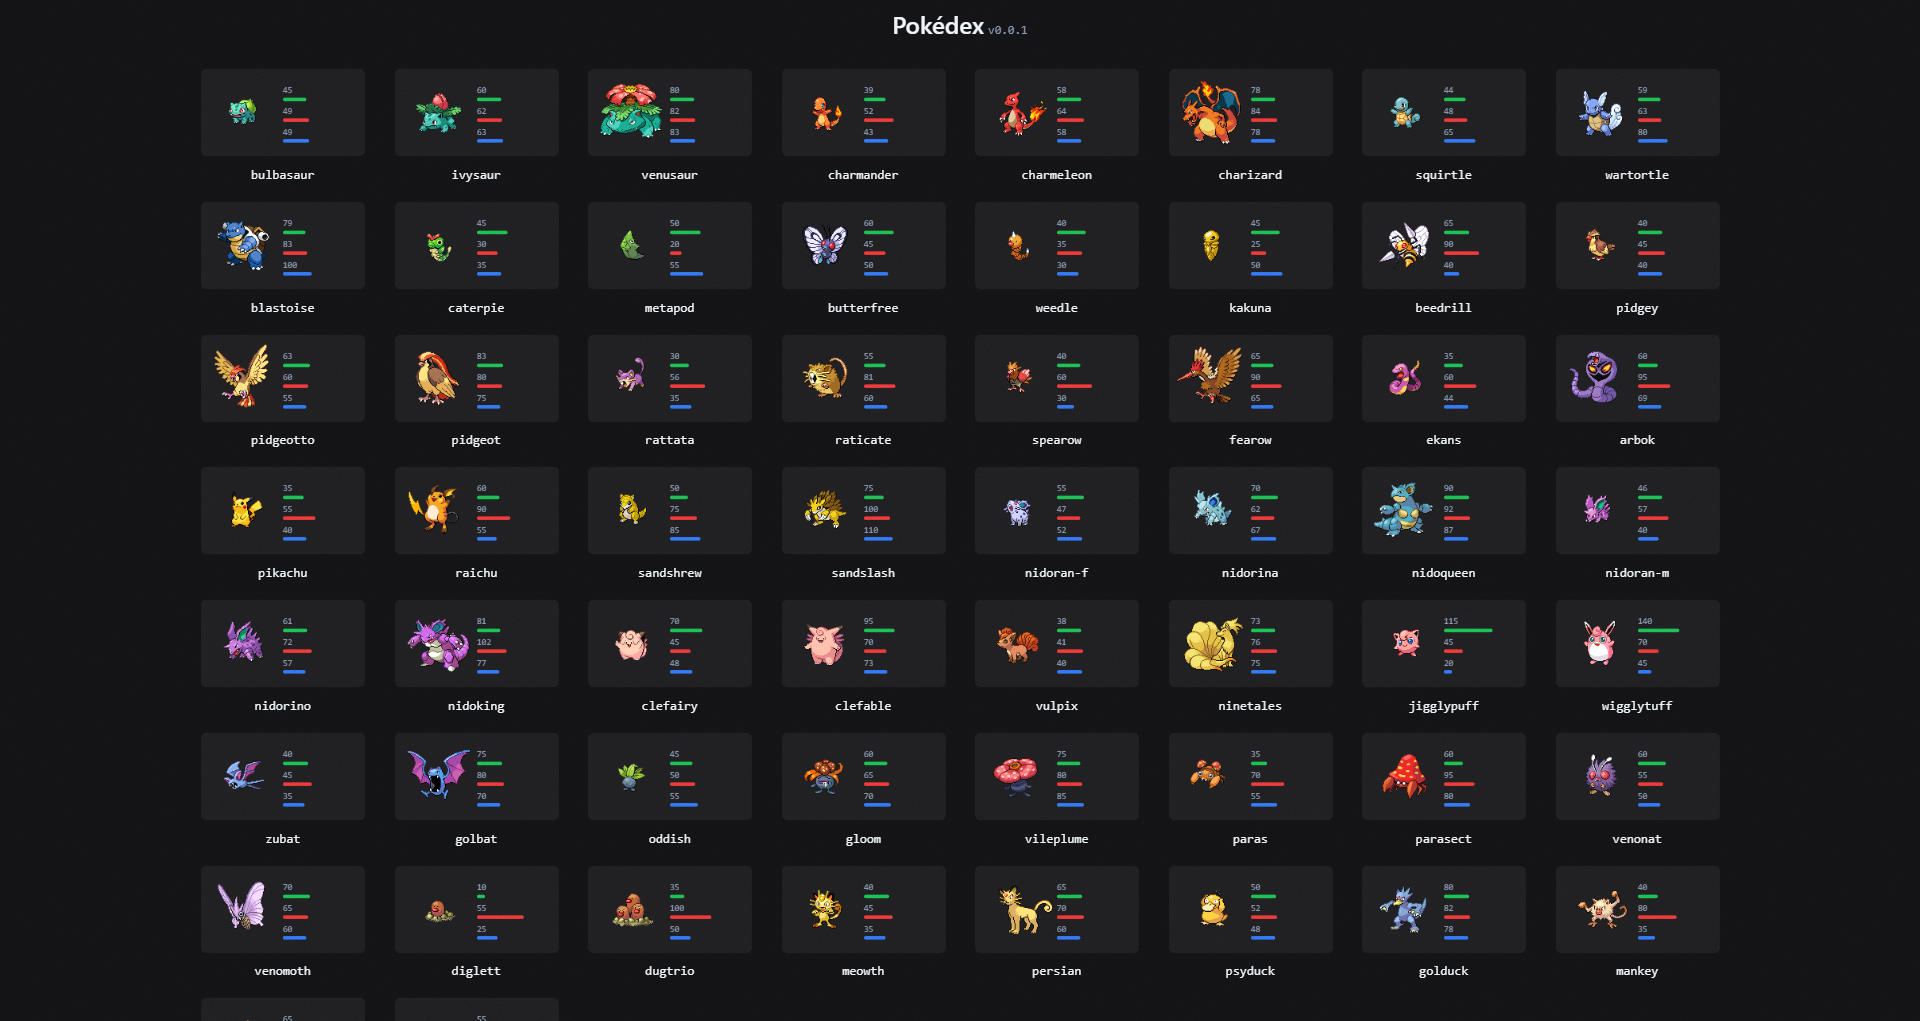 Pokédex v0.0.1
45 60 80 39 58 78 44 59
49 62 82 52 64 84 48 63
49 63 83 43 58 78 65 80
bulbasaur ivysaur venusaur charmander charmeleon charizard squirtle wartortle
79 45 50 60 40 45 65 40
83 30 20 45 35 25 90 45
100 35 55 50 30 50 40 40
blastoise caterpie metapod butterfree weedle kakuna beedrill pidgey
63 83 30 55 40 65 35 60
60 80 56 81 60 90 60 95
55 75 35 60 30 65 44 69
pidgeotto pidgeot rattata raticate spearow fearow ekans arbok
35 60 50 75 55 70 90 46
55 90 75 100 47 62 92 57
40 55 85 110 52 67 87 40
pikachu raichu sandshrew sandslash nidoran-f nidorina nidoqueen nidoran-m
61 81 70 95 38 73 115 140
72 102 45 70 41 76 45 70
57 77 48 73 40 75 20 45
nidorino nidoking clefairy clefable vulpix ninetales jigglypuff wigglytuff
40 75 45 60 75 35 60 60
45 80 50 65 80 70 95 55
35 70 55 70 85 55 80 50
zubat golbat oddish gloom vileplume paras parasect venonat
70 10 35 40 65 50 80 40
65 55 100 45 70 52 82 80
60 25 50 35 60 48 78 35
venomoth diglett dugtrio meowth persian psyduck golduck mankey
65 55